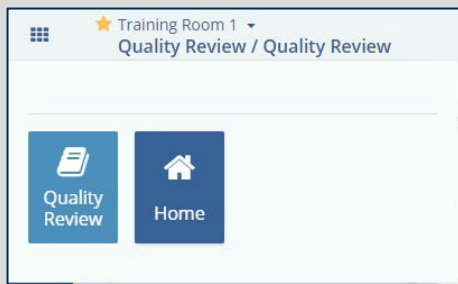 Training Room 1
Quality Review / Quality Review
Quality
Review
Home